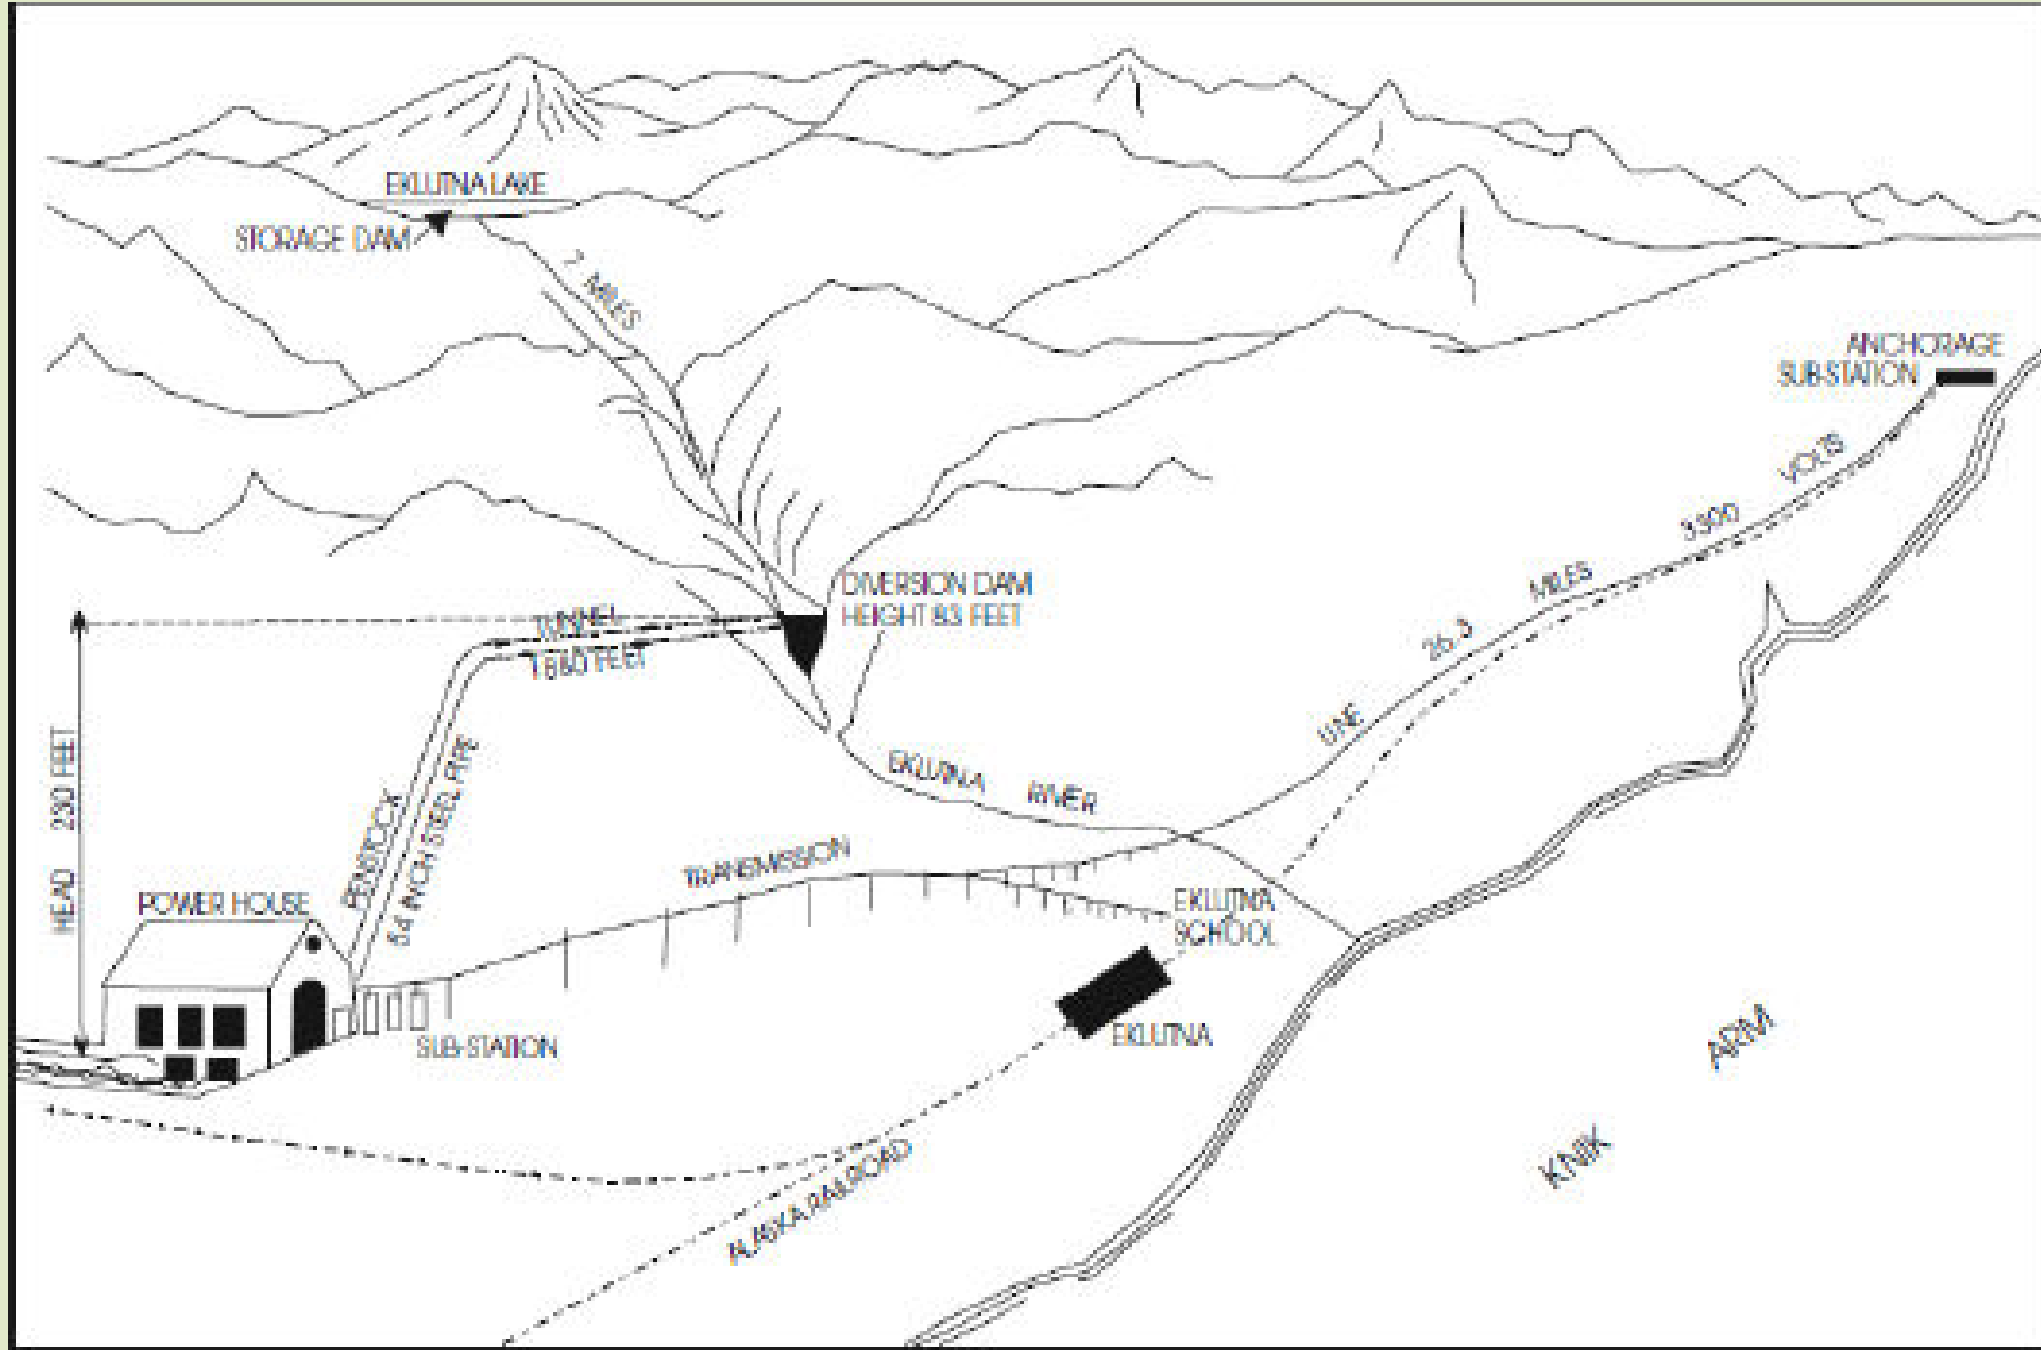 EKLUTNA LAKE
STORAGE DAM
7 MILES
ANCHORAGE
SUB-STATION
DIVERSION DAM
HEIGHT 83 FEET
TUNNEL
1860 FEET
HEAD 230 FEET
PENSTOCK
54 INCH STEEL PIPE
POWER HOUSE
SUB-STATION
TRANSMISSION LINE 26.3 MILES 3300 VOLTS
EKLUTNA RIVER
EKLUTNA
SCHOOL
EKLUTNA
ALASKA RAILROAD
KNIK ARM